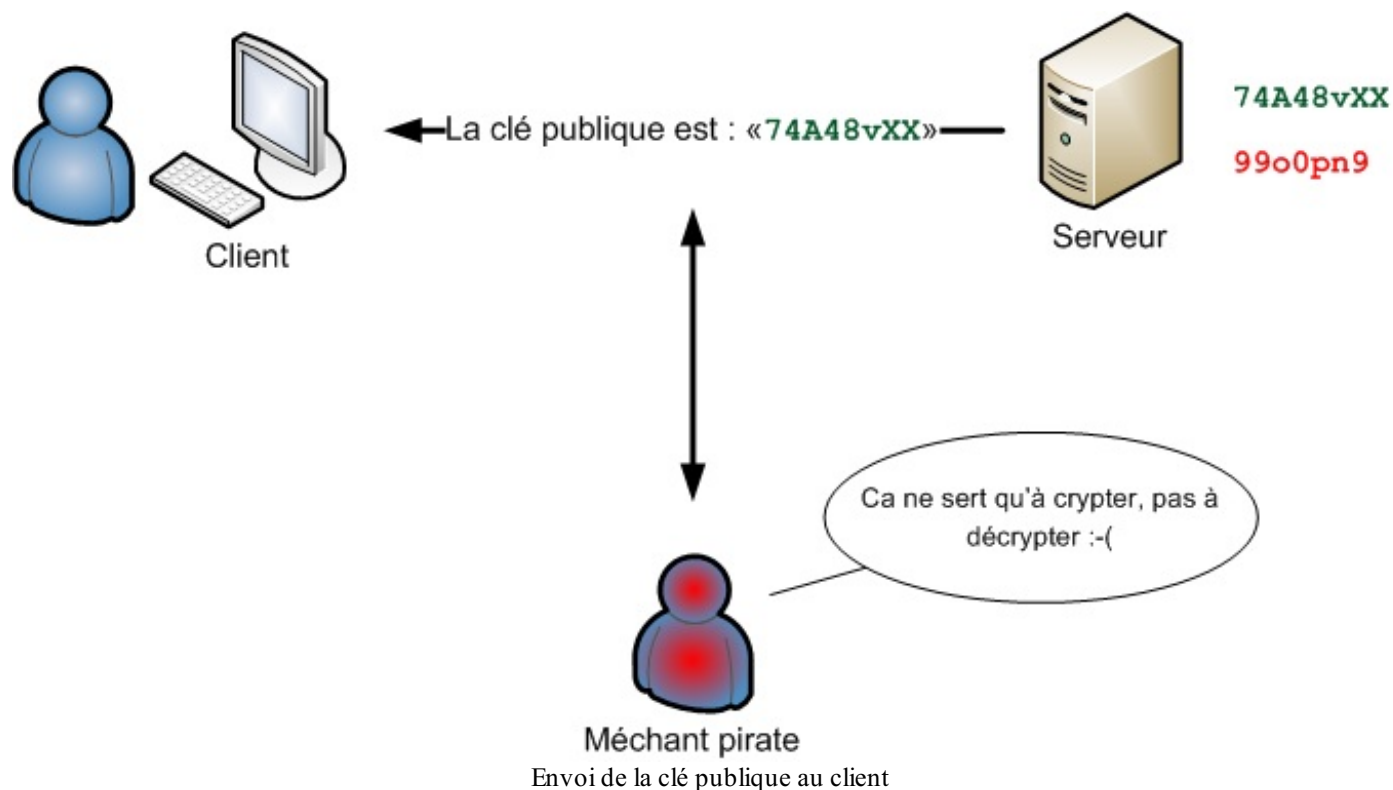 La clé publique est : «74A48vXX»
74A48vXX
99o0pn9
Client
Serveur
Ca ne sert qu'à crypter, pas à
décrypter :-(
Méchant pirate
Envoi de la clé publique au client